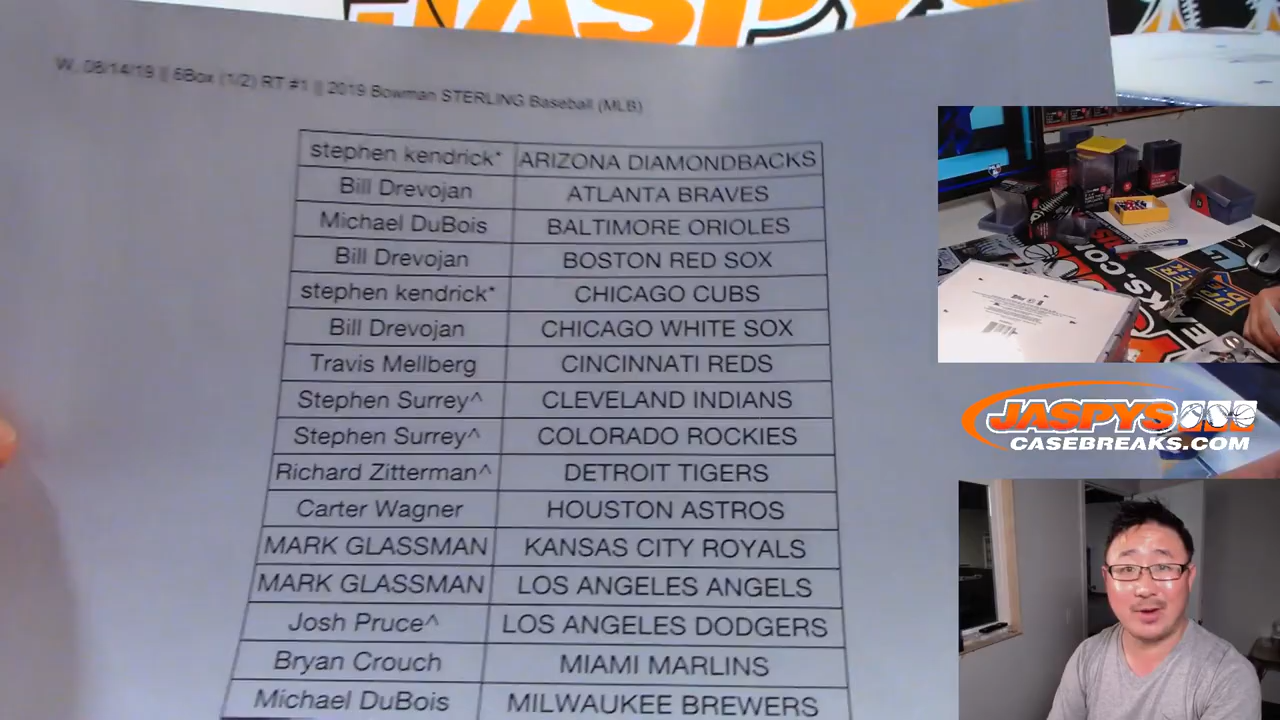 JASPYS
W. 08/14/19 || 6Box (1/2) RT #1 || 2019 Bowman STERLING Baseball (MLB)
stephen kendrick* ARIZONA DIAMONDBACKS
Bill Drevojan ATLANTA BRAVES
Michael DuBois BALTIMORE ORIOLES
Bill Drevojan BOSTON RED SOX
stephen kendrick* CHICAGO CUBS
Bill Drevojan CHICAGO WHITE SOX
Travis Mellberg CINCINNATI REDS
Stephen Surrey^ CLEVELAND INDIANS
Stephen Surrey^ COLORADO ROCKIES
Richard Zitterman^ DETROIT TIGERS
Carter Wagner HOUSTON ASTROS
MARK GLASSMAN KANSAS CITY ROYALS
MARK GLASSMAN LOS ANGELES ANGELS
Josh Pruce^ LOS ANGELES DODGERS
Bryan Crouch MIAMI MARLINS
Michael DuBois MILWAUKEE BREWERS
JASPYS
CASEBREAKS.COM